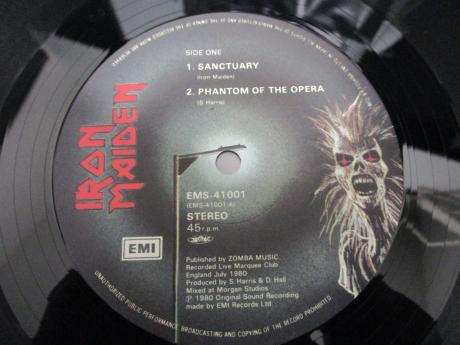 IRON
MAIDEN
SIDE ONE
1. SANCTUARY
(Iron Maiden)
2. PHANTOM OF THE OPERA
(S Harris)
EMS-41001
(EMS-41001 A)
STEREO
45 r.p.m.
EMI
Published by ZOMBA MUSIC
Recorded Live Marquee Club
England July 1980
Produced by S. Harris & D. Hall
Mixed at Morgan Studios
℗ 1980 Original Sound Recording
made by EMI Records Ltd
UNAUTHORIZED PUBLIC PERFORMANCE, BROADCASTING AND COPYING OF THE RECORD PROHIBITED.